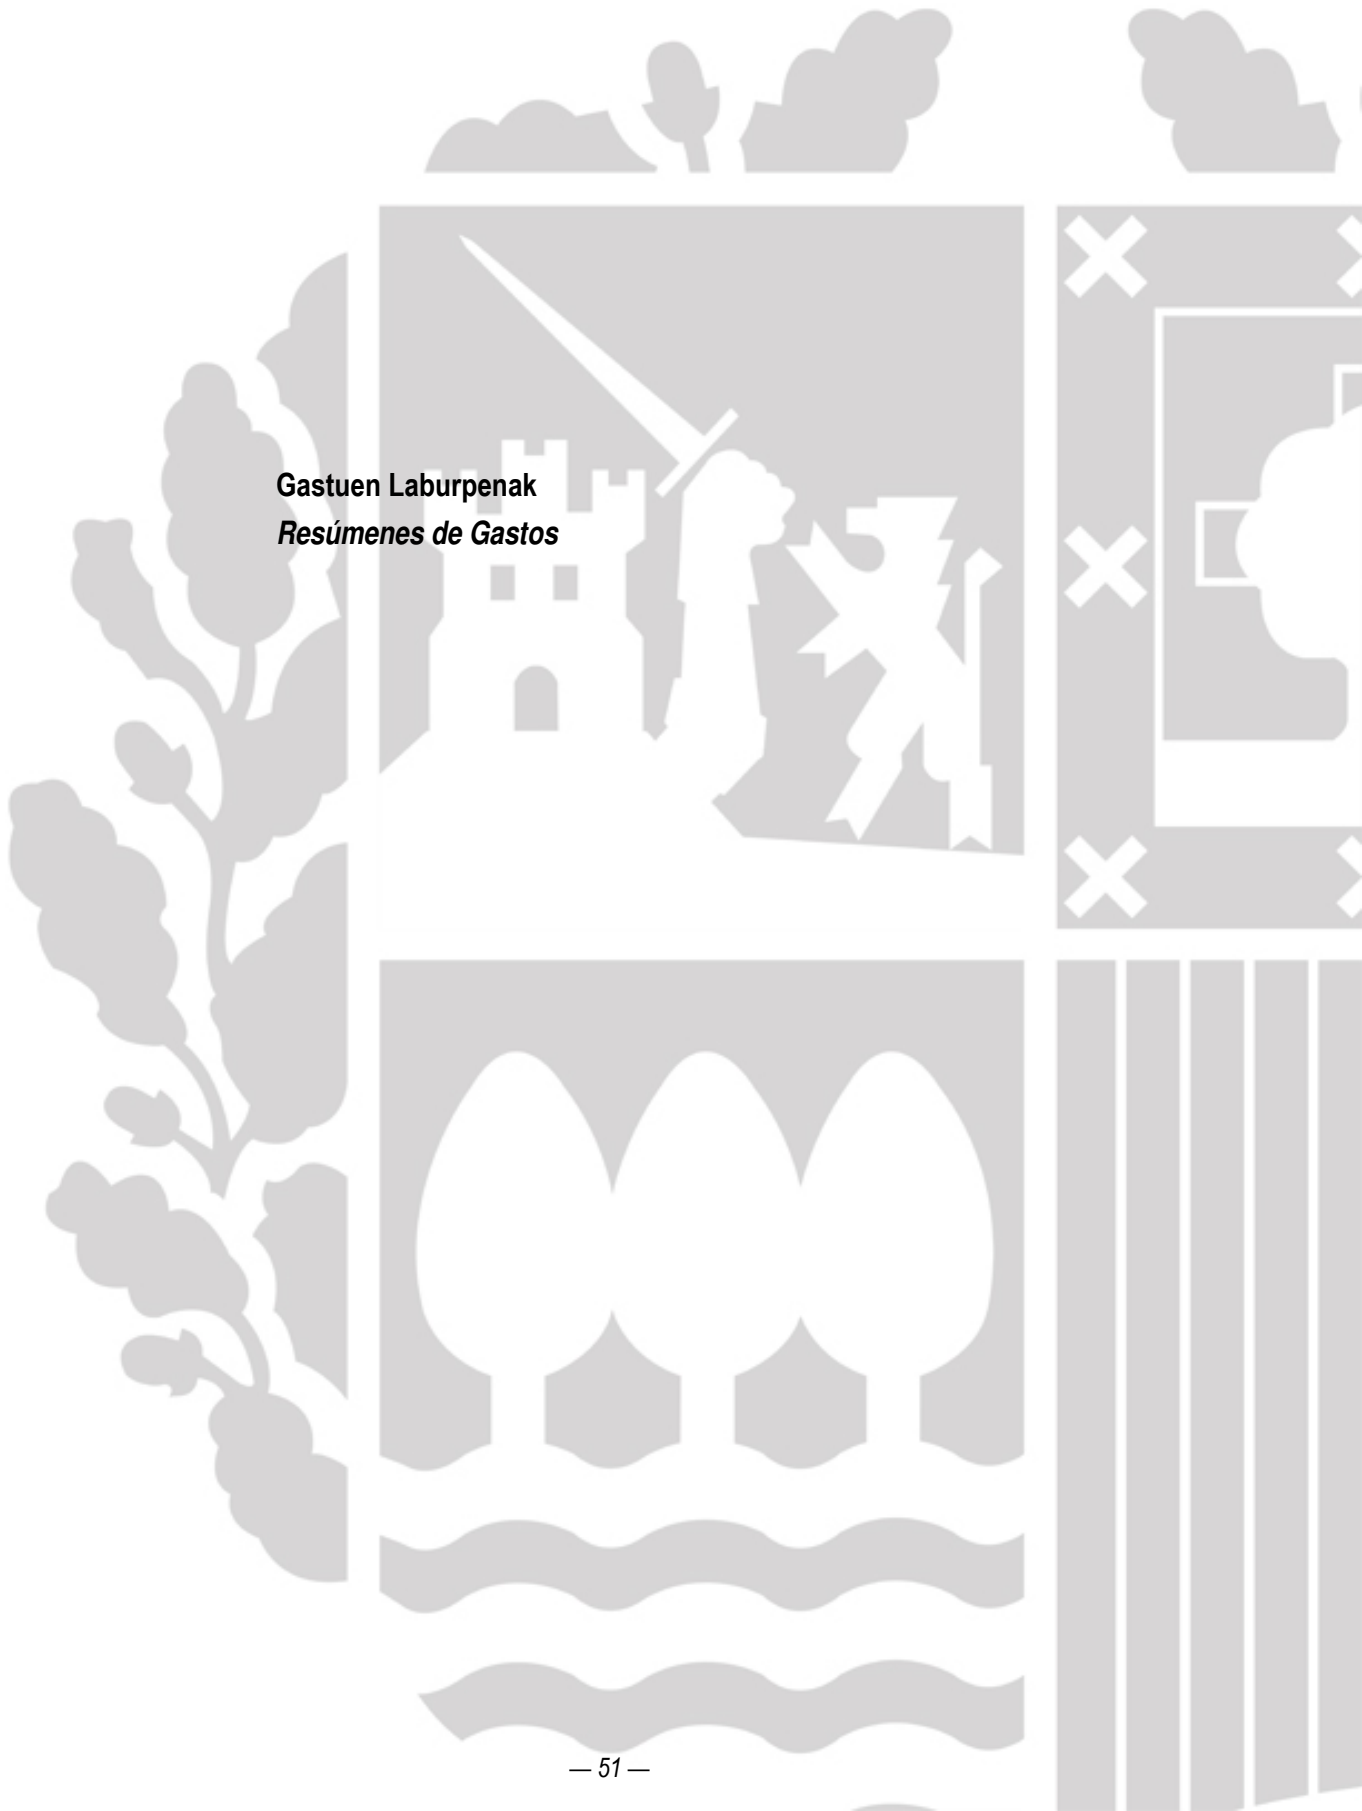 Gastuen Laburpenak
Resúmenes de Gastos
— 51 —